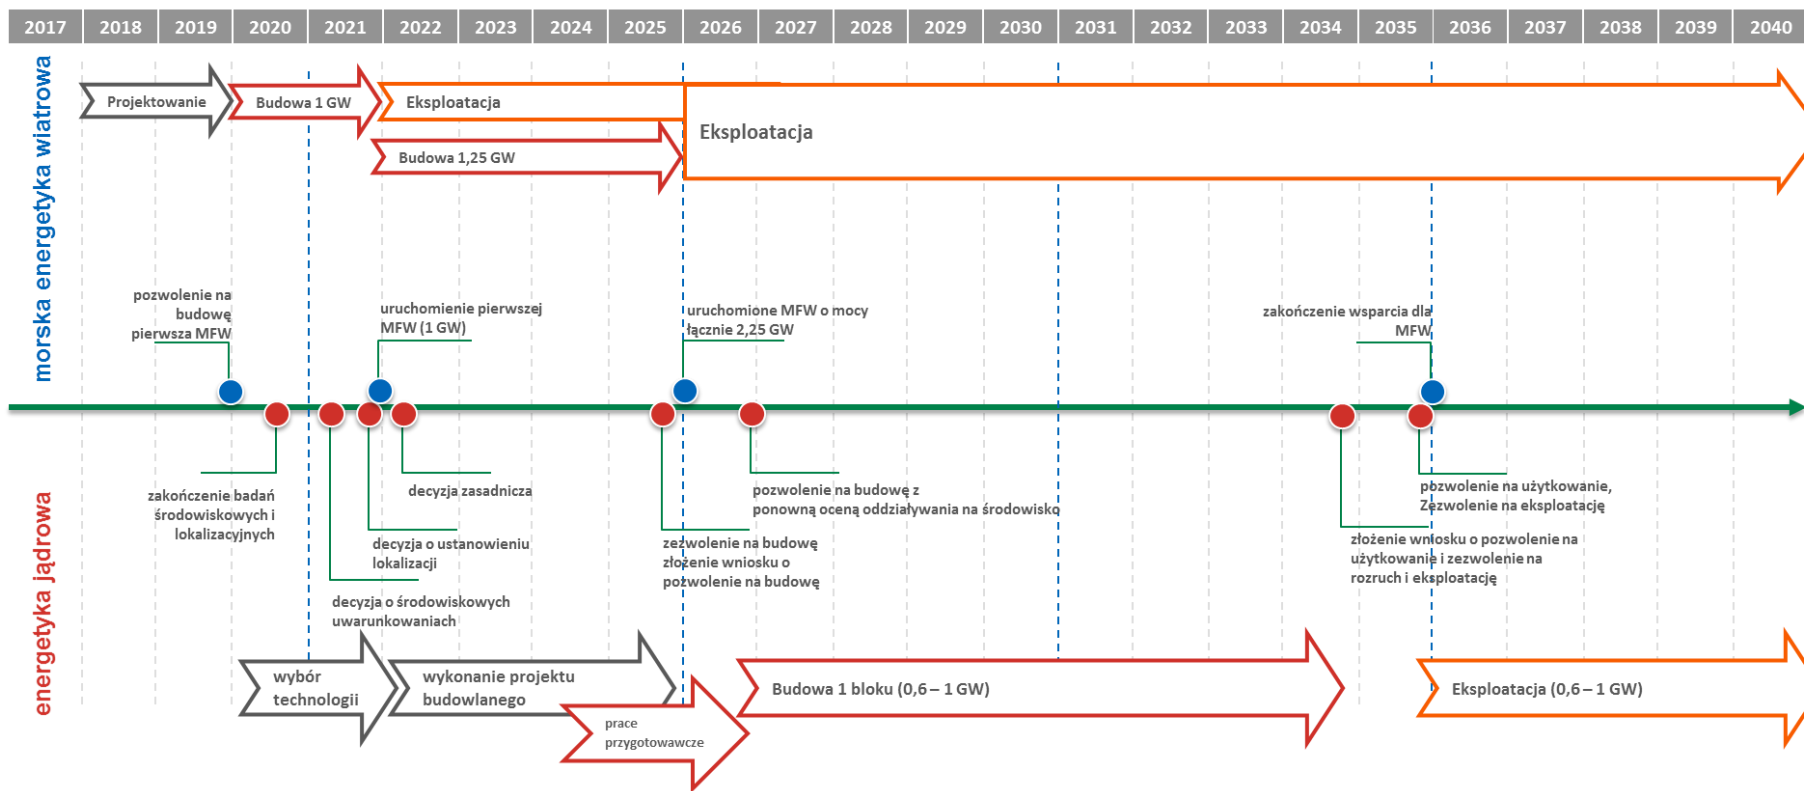 2017 2018 2019 2020 2021 2022 2023 2024 2025 2026 2027 2028 2029 2030 2031 2032 2033 2034 2035 2036 2037 2038 2039 2040
morska energetyka wiatrowa
Projektowanie
Budowa 1 GW
Eksploatacja
Eksploatacja
Budowa 1,25 GW
pozwolenie na
budowę
pierwsza MFW
uruchomienie pierwszej
MFW (1 GW)
uruchomione MFW o mocy
łącznie 2,25 GW
zakończenie wsparcia dla
MFW
energetyka jądrowa
zakończenie badań
środowiskowych i
lokalizacyjnych
decyzja zasadnicza
decyzja o ustanowieniu
lokalizacji
decyzja o środowiskowych
uwarunkowaniach
pozwolenie na budowę z
ponowną oceną oddziaływania na środowisko
zezwolenie na budowę
złożenie wniosku o
pozwolenie na budowę
pozwolenie na użytkowanie,
Zezwolenie na eksploatację
złożenie wniosku o pozwolenie na
użytkowanie i zezwolenie na
rozruch i eksploatację
wybór
technologii
wykonanie projektu
budowlanego
prace
przygotowawcze
Budowa 1 bloku (0,6 – 1 GW)
Eksploatacja (0,6 – 1 GW)